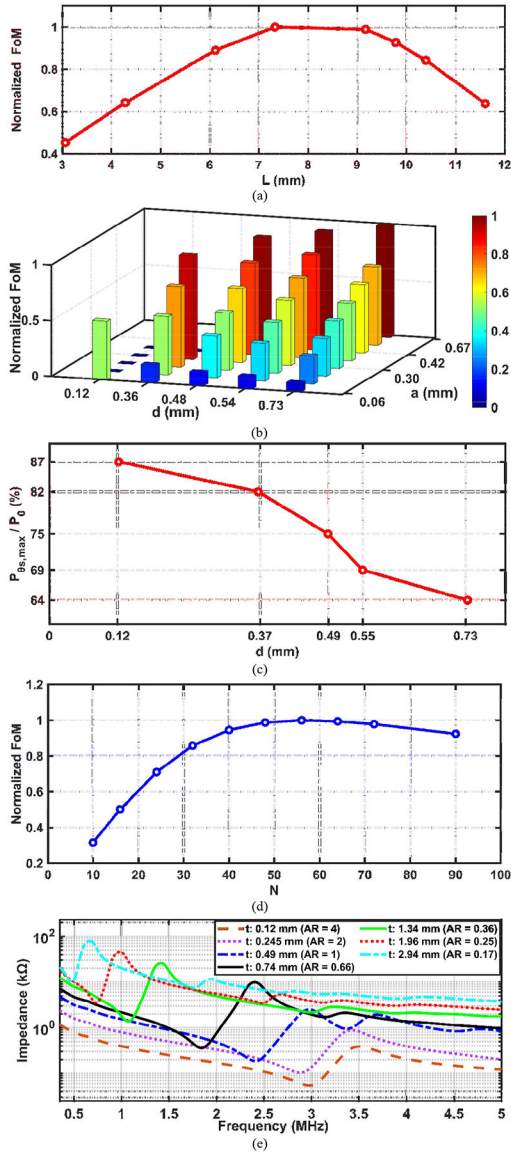 1
0.8
0.6
0.4
Normalized FoM
3 4 5 6 7 8 9 10 11 12
L (mm)
(a)
1
0.5
0
Normalized FoM
0.12 0.36 0.48 0.54 0.73
d (mm)
0.06 0.30 0.42 0.67
a (mm)
1
0.8
0.6
0.4
0.2
0
(b)
87
82
75
69
64
P0s,max / P0 (%)
0 0.12 0.37 0.49 0.55 0.73
d (mm)
(c)
1.2
1
0.8
0.6
0.4
0.2
Normalized FoM
0 10 20 30 40 50 60 70 80 90 100
N
(d)
10²
10⁰
Impedance (kΩ)
t: 0.12 mm (AR = 4)
t: 0.245 mm (AR = 2)
t: 0.49 mm (AR = 1)
t: 0.74 mm (AR = 0.66)
t: 1.34 mm (AR = 0.36)
t: 1.96 mm (AR = 0.25)
t: 2.94 mm (AR = 0.17)
0.5 1 1.5 2 2.5 3 3.5 4 4.5 5
Frequency (MHz)
(e)